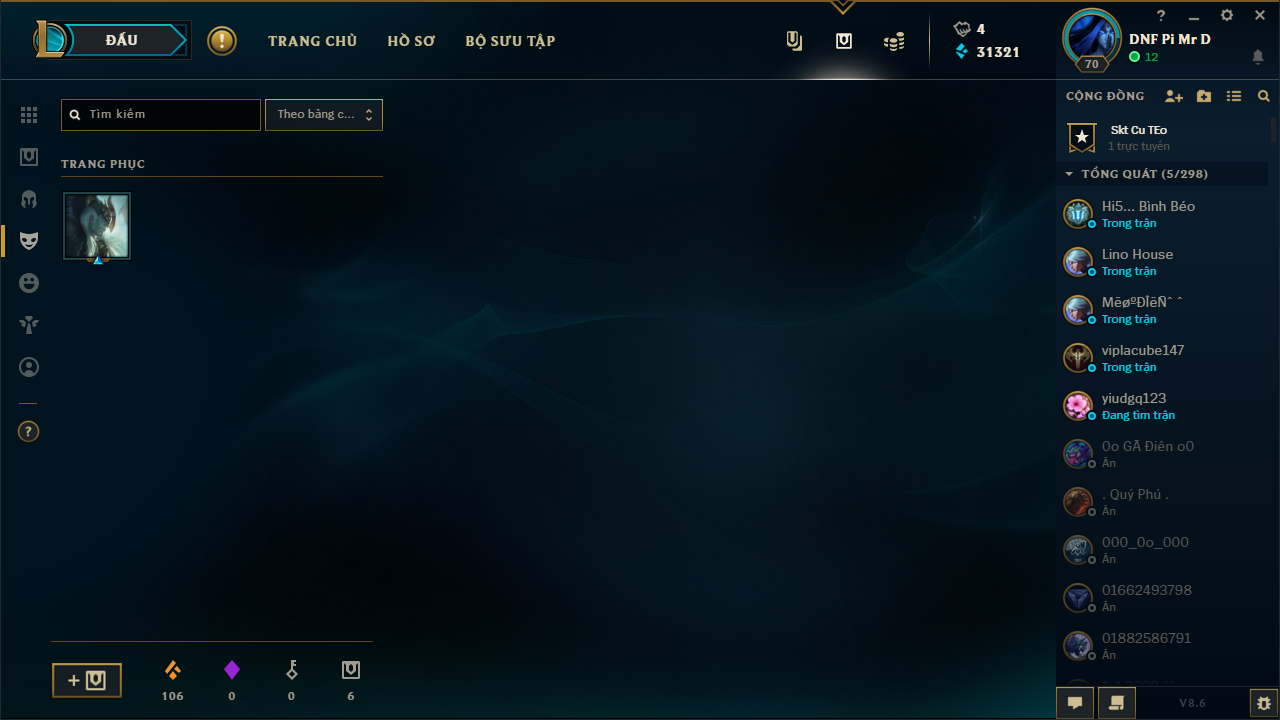 ĐẤU
TRANG CHỦ
HỒ SƠ
BỘ SƯU TẬP
4
31321
70
DNF Pi Mr D
12
Tìm kiếm
Theo bảng c...
TRANG PHỤC
106
0
0
6
CỘNG ĐỒNG
Skt Cu TEo
1 trực tuyến
TỔNG QUÁT (5/298)
Hi5... Bình Béo
Trong trận
Lino House
Trong trận
MëøºÐÎëÑˆ ˆ
Trong trận
viplacube147
Trong trận
yiudgq123
Đang tìm trận
0o GÃ Điên o0
Ẩn
. Quý Phú .
Ẩn
000_0o_000
Ẩn
01662493798
Ẩn
01882586791
Ẩn
V8.6